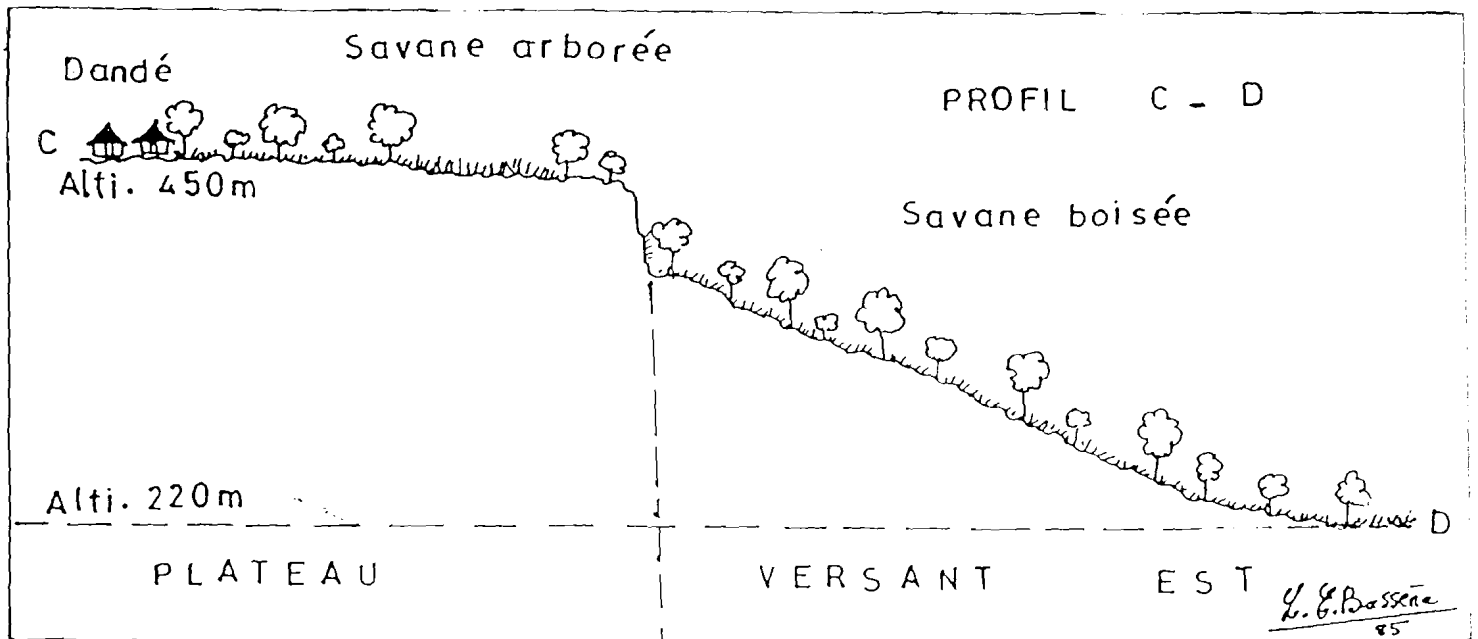 Savane arborée
Dandé
PROFIL C - D
C
Alti. 450m
Savane boisée
Alti. 220m
D
PLATEAU VERSANT EST
85